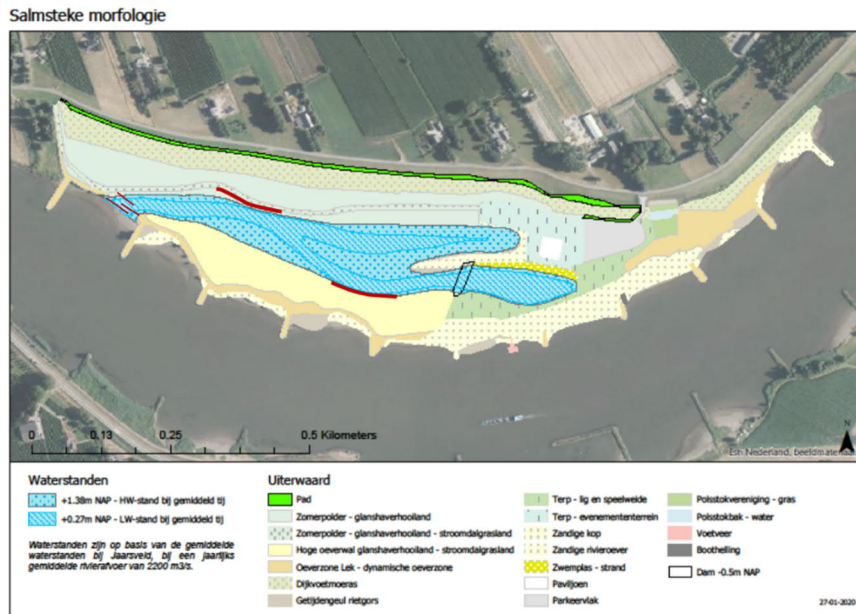 Salmsteke morfologie
N
0 0.13 0.25 0.5 Kilometers
Esri Nederland, beeldmateriaal
Waterstanden
+1.38m NAP - HW-stand bij gemiddeld tij
+0.27m NAP - LW-stand bij gemiddeld tij
Waterstanden zijn op basis van de gemiddelde
waterstanden bij Jaarsveld, bij een jaarlijks
gemiddelde rivierafvoer van 2200 m3/s.
Uiterwaard
Pad
Zomerpolder - glanshaverhooiland
Zomerpolder - glanshaverhooiland - stroomdalgrasland
Hoge oeverwal glanshaverhooiland - stroomdalgrasland
Oeverzone Lek - dynamische oeverzone
Dijkvoetmoeras
Getijdengeul rietgors
Terp - lig en speelweide
Terp - evenemententerrein
Zandige kop
Zandige rivieroever
Zwemplas - strand
Paviljoen
Parkeervlak
Polsstokvereniging - gras
Polsstokbak - water
Voetveer
Boothelling
Dam -0.5m NAP
27-01-2020